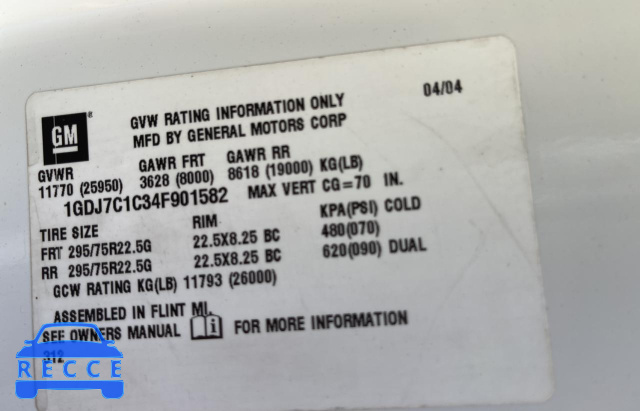 GM
®
GVW RATING INFORMATION ONLY 04/04
MFD BY GENERAL MOTORS CORP
GVWR GAWR FRT GAWR RR
11770 (25950) 3628 (8000) 8618 (19000) KG(LB)
1GDJ7C1C34F901582 MAX VERT CG=70 IN.
TIRE SIZE RIM KPA(PSI) COLD
FRT 295/75R22.5G 22.5X8.25 BC 480(070)
RR 295/75R22.5G 22.5X8.25 BC 620(090) DUAL
GCW RATING KG(LB) 11793 (26000)
ASSEMBLED IN FLINT MI.
SEE OWNERS MANUAL i FOR MORE INFORMATION
312
RECCE